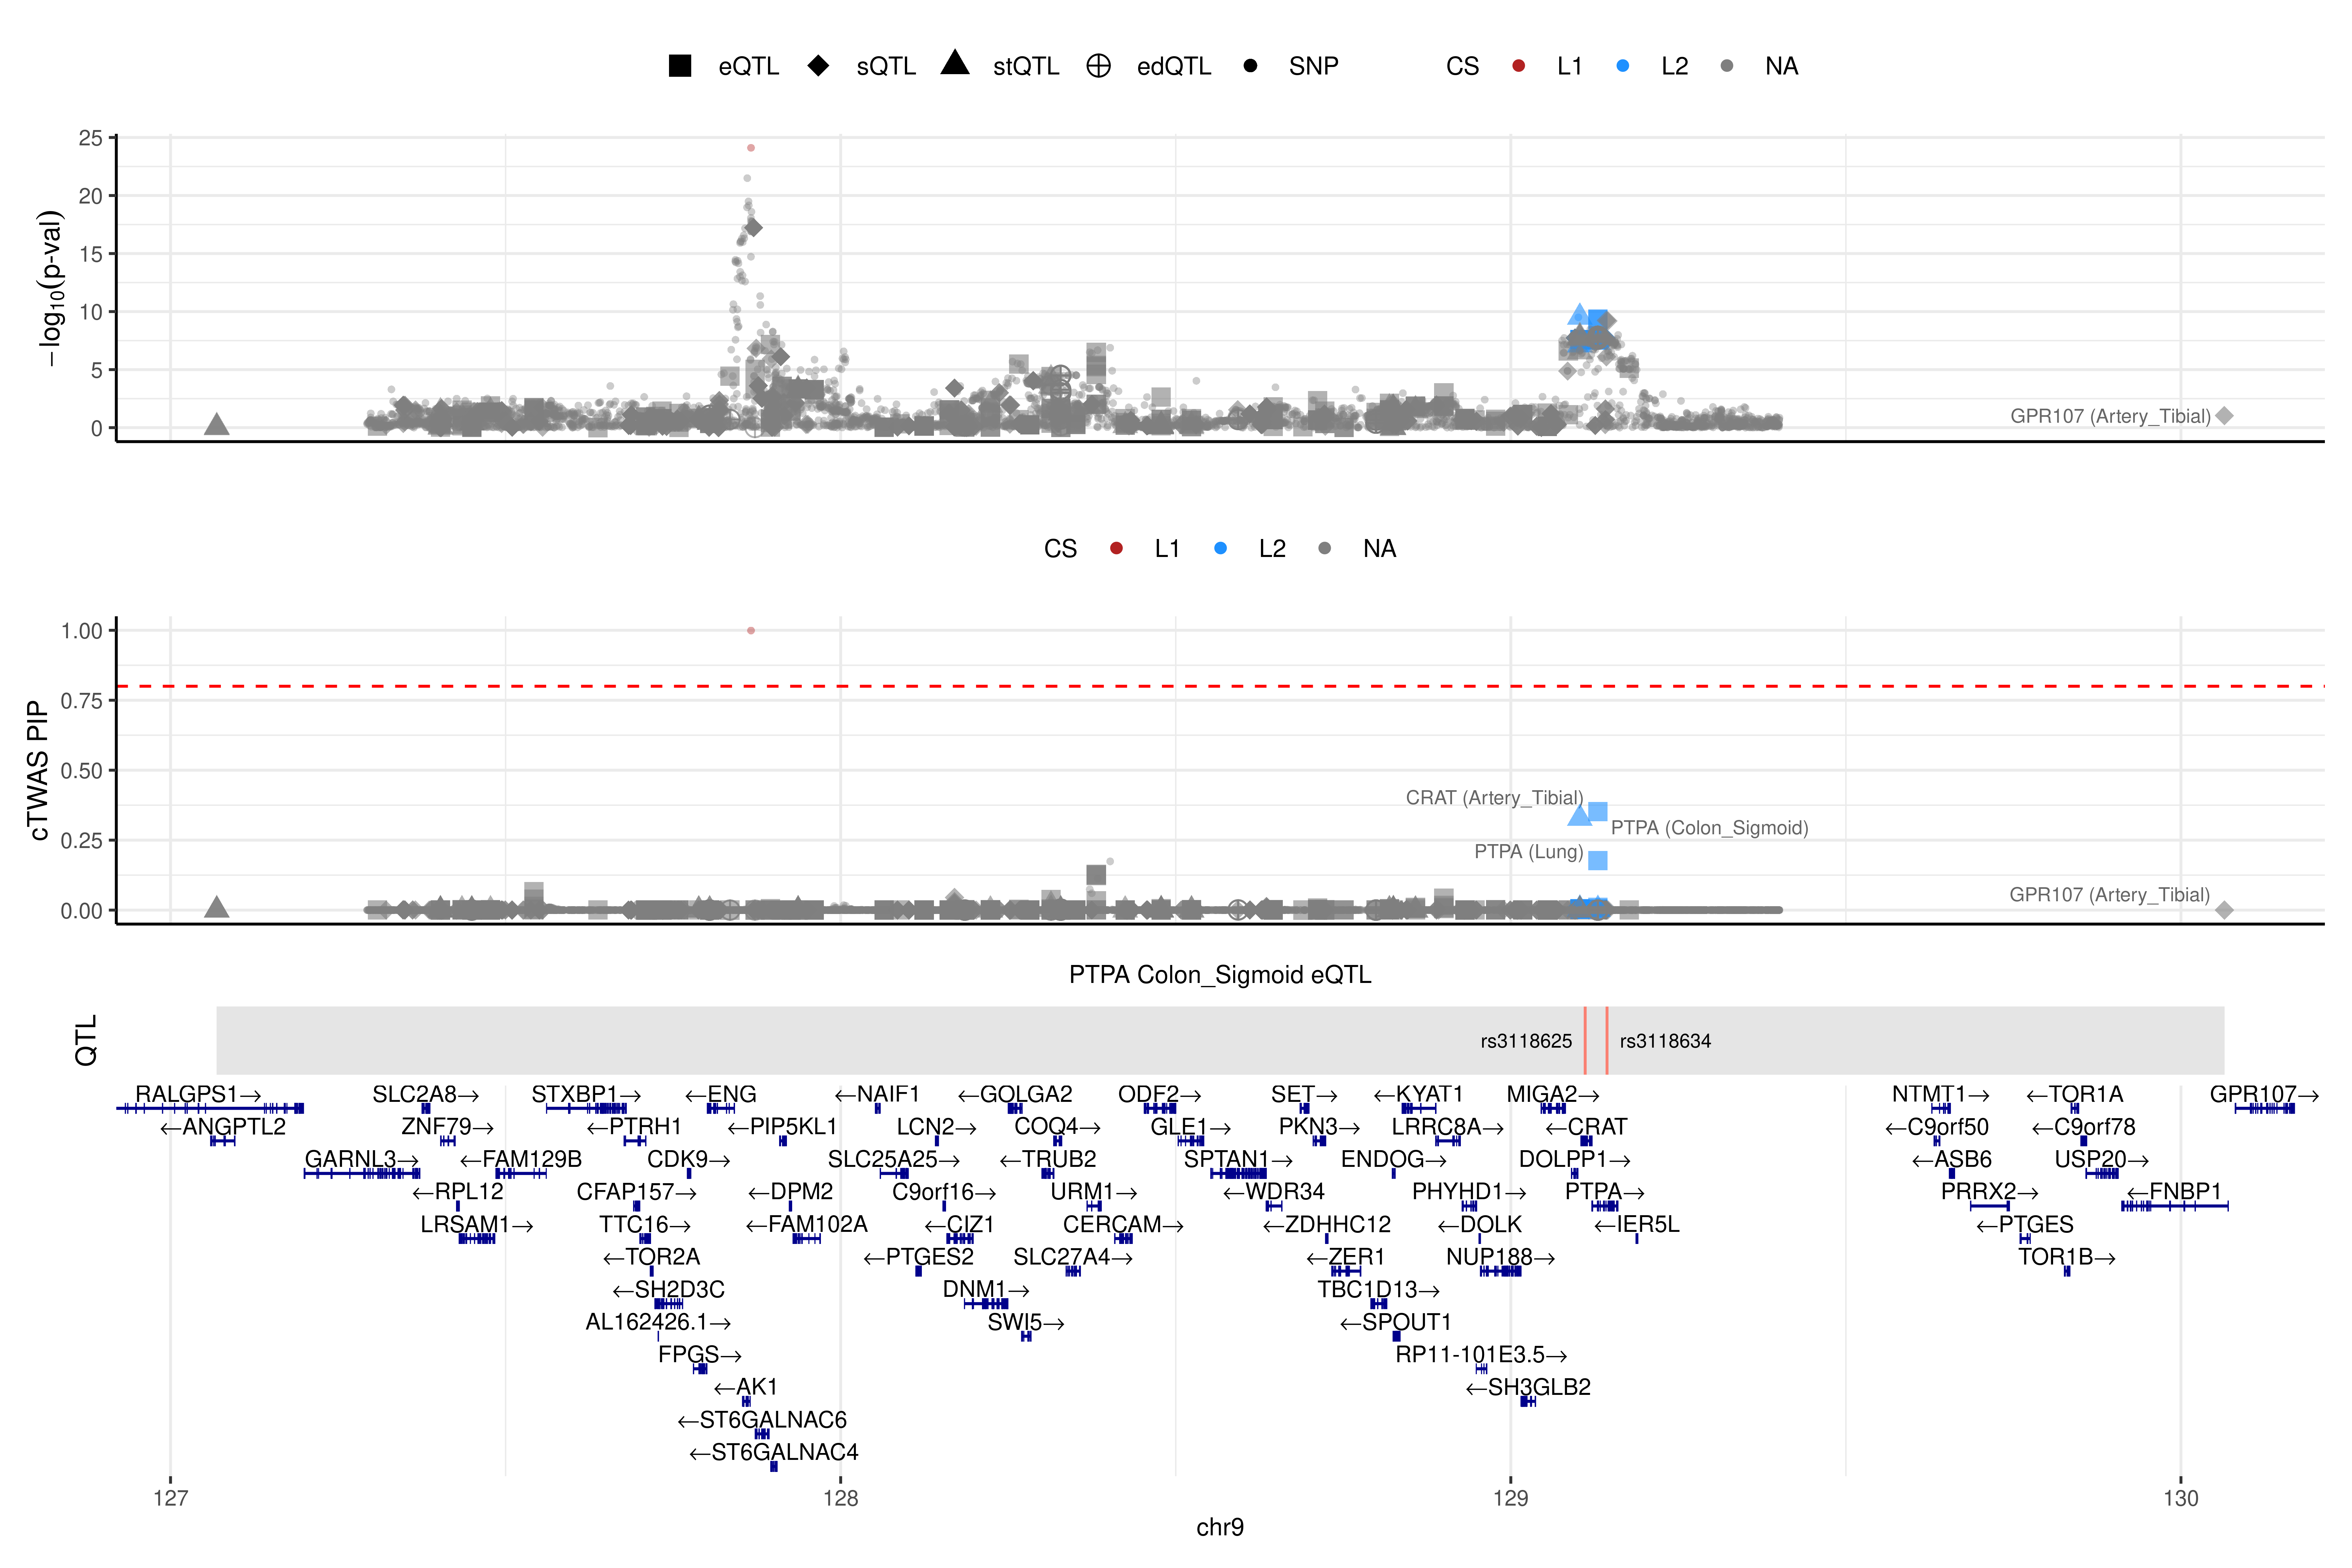 eQTL sQTL stQTL edQTL SNP CS L1 L2 NA
25
20
15
10
5
0
−log10(p-val)
GPR107 (Artery_Tibial)
CS L1 L2 NA
1.00
0.75
0.50
0.25
0.00
cTWAS PIP
CRAT (Artery_Tibial)
PTPA (Colon_Sigmoid)
PTPA (Lung)
GPR107 (Artery_Tibial)
PTPA Colon_Sigmoid eQTL
QTL
rs3118625 rs3118634
RALGPS1→ SLC2A8→ STXBP1→ ←ENG ←NAIF1 ←GOLGA2 ODF2→ SET→ ←KYAT1 MIGA2→ NTMT1→ ←TOR1A GPR107→
←ANGPTL2 ZNF79→ ←PTRH1 ←PIP5KL1 LCN2→ COQ4→ GLE1→ PKN3→ LRRC8A→ ←CRAT ←C9orf50 ←C9orf78
GARNL3→ ←FAM129B CDK9→ SLC25A25→ ←TRUB2 SPTAN1→ ENDOG→ DOLPP1→ ←ASB6 USP20→
←RPL12 CFAP157→ ←DPM2 C9orf16→ URM1→ ←WDR34 PHYHD1→ PTPA→ PRRX2→ ←FNBP1
LRSAM1→ TTC16→ ←FAM102A ←CIZ1 CERCAM→ ←ZDHHC12 ←DOLK ←IER5L ←PTGES
←TOR2A ←PTGES2 SLC27A4→ ←ZER1 NUP188→ TOR1B→
←SH2D3C DNM1→ TBC1D13→
AL162426.1→ SWI5→ ←SPOUT1
FPGS→ RP11-101E3.5→
←AK1 ←SH3GLB2
←ST6GALNAC6
←ST6GALNAC4
127 128 129 130
chr9